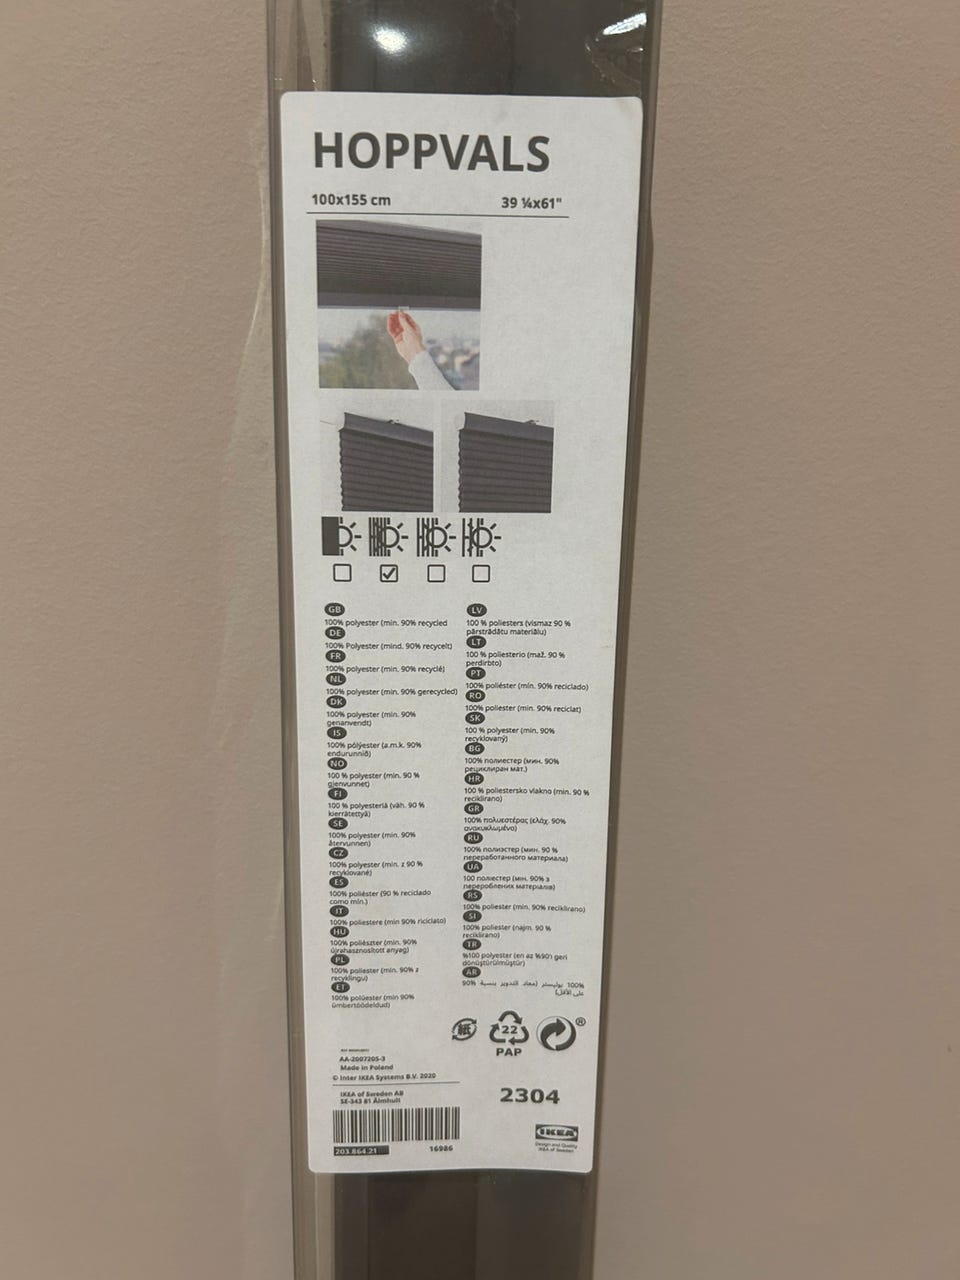 HOPPVALS
100x155 cm
39 ¼x61"
GB
100% polyester (min. 90% recycled
DE
100% Polyester (mind. 90% recycelt)
FR
100% polyester (min. 90% recyclé)
NL
100% polyester (min. 90% gerecycled)
DK
100% polyester (min. 90%
genanvendt)
IS
100% pólýester (a.m.k. 90%
endurunnið)
NO
100 % polyester (min. 90 %
gjenvunnet)
FI
100 % polyesteriä (väh. 90 %
kierrätettyä)
SE
100% polyester (min. 90%
återvunnen)
CZ
100% polyester (min. z 90 %
recyklované)
ES
100% poliéster (90 % reciclado
como mín.)
IT
100% poliestere (min 90% riciclato)
HU
100% poliészter (min. 90%
újrahasznosított anyag)
PL
100% poliester (min. 90% z
recyklingu)
ET
100% polüester (min 90%
ümbertöödeldud)
LV
100 % poliesters (vismaz 90 %
pārstrādātu materiālu)
LT
100 % poliesterio (maž. 90 %
perdirbto)
PT
100% poliéster (mín. 90% reciclado)
RO
100% poliester (min. 90% reciclat)
SK
100 % polyester (min. 90%
recyklovaný)
BG
100% полиестер (мин. 90%
рециклиран мат.)
HR
100 % poliestersko vlakno (min. 90 %
reciklirano)
GR
100% πολυεστέρας (ελάχ. 90%
ανακυκλωμένο)
RU
100% полиэстер (мин. 90 %
переработанного материала)
UA
100 поліестер (мін. 90% з
перероблених матеріалів)
RS
100% poliester (min. 90% reciklirano)
SI
100% poliester (najm. 90 %
reciklirano)
TR
%100 polyester (en az %90'ı geri
dönüştürülmüştür)
AR
100% بوليستر (معاد التدوير بنسبة 90%
على الأقل)
紙
22
PAP
®
AA-2007205-3
Made in Poland
© Inter IKEA Systems B.V. 2020
IKEA of Sweden AB
SE-343 81 Älmhult
2304
203.864.21
16986
IKEA
Design and Quality
IKEA of Sweden